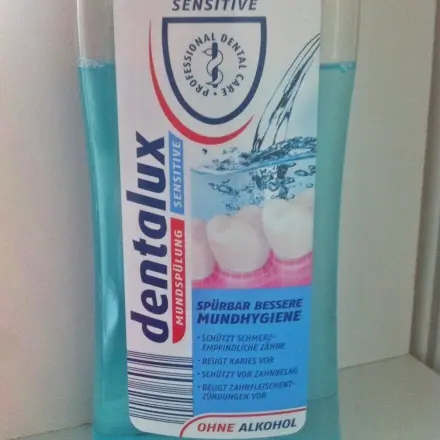 SENSITIVE
PROFESSIONAL DENTAL CARE
dentalux
MUNDSPÜLUNG
SENSITIVE
SPÜRBAR BESSERE
MUNDHYGIENE
• SCHÜTZT SCHMERZ-
EMPFINDLICHE ZÄHNE
• BEUGT KARIES VOR
• SCHÜTZT VOR ZAHNBELAG
• BEUGT ZAHNFLEISCHENT-
ZÜNDUNGEN VOR
OHNE ALKOHOL